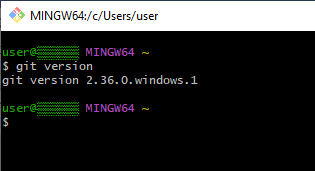 MINGW64:/c/Users/user
user@ MINGW64 ~
$ git version
git version 2.36.0.windows.1
user@ MINGW64 ~
$